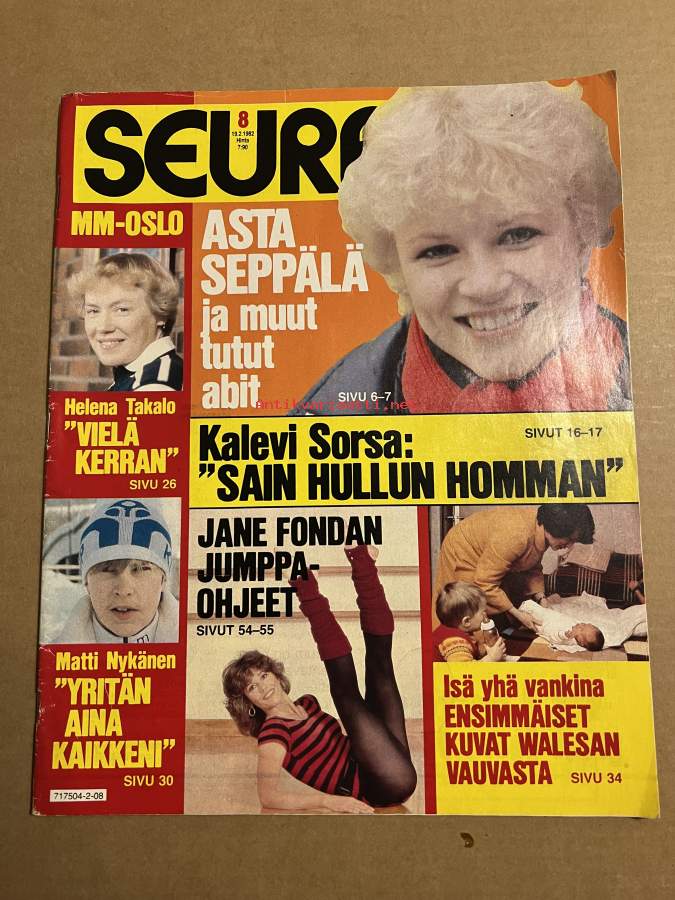 SEURA
8
19.2.1982
Hinta
7:90
MM-OSLO
ASTA
SEPPÄLÄ
ja muut
tutut
abit
SIVU 6–7
antikvariaatti.net
Helena Takalo
"VIELÄ
KERRAN"
SIVU 26
Kalevi Sorsa:
SIVUT 16–17
"SAIN HULLUN HOMMAN"
JANE FONDAN
JUMPPA-
OHJEET
SIVUT 54–55
Matti Nykänen
"YRITÄN
AINA
KAIKKENI"
SIVU 30
Isä yhä vankina
ENSIMMÄISET
KUVAT WALESAN
VAUVASTA SIVU 34
717504-2-08